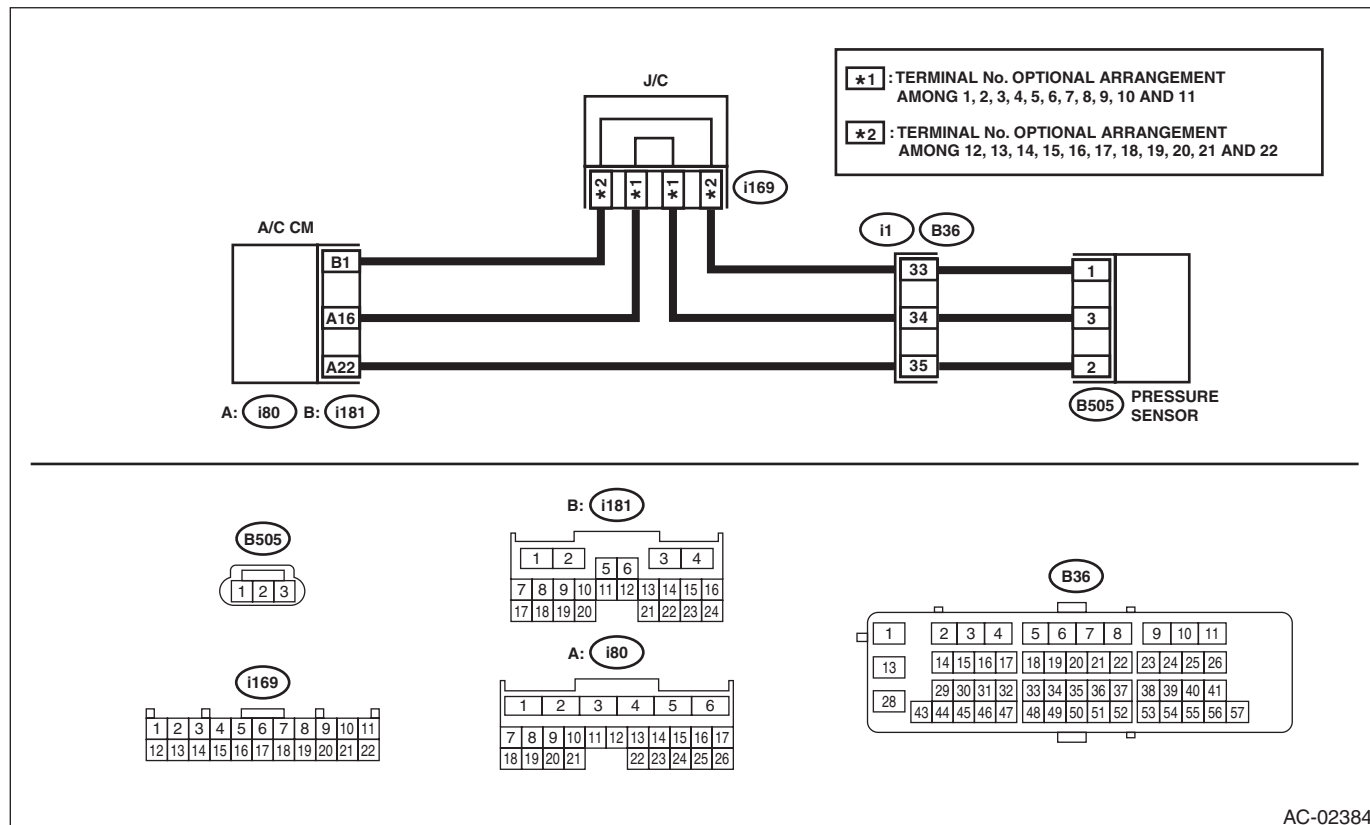 J/C
*1 : TERMINAL No. OPTIONAL ARRANGEMENT
AMONG 1, 2, 3, 4, 5, 6, 7, 8, 9, 10 AND 11
*2 : TERMINAL No. OPTIONAL ARRANGEMENT
AMONG 12, 13, 14, 15, 16, 17, 18, 19, 20, 21 AND 22
*2 *1 *1 *2
i169
A/C CM
i1 B36
B1
33 1
A16
34 3
A22
35 2
A: i80 B: i181
B505 PRESSURE
SENSOR
B505
1 2 3
i169
1 2 3 4 5 6 7 8 9 10 11
12 13 14 15 16 17 18 19 20 21 22
B: i181
1 2 3 4
5 6
7 8 9 10 11 12 13 14 15 16
17 18 19 20 21 22 23 24
A: i80
1 2 3 4 5 6
7 8 9 10 11 12 13 14 15 16 17
18 19 20 21 22 23 24 25 26
B36
1 2 3 4 5 6 7 8 9 10 11
13 14 15 16 17 18 19 20 21 22 23 24 25 26
28 29 30 31 32 33 34 35 36 37 38 39 40 41
43 44 45 46 47 48 49 50 51 52 53 54 55 56 57
AC-02384